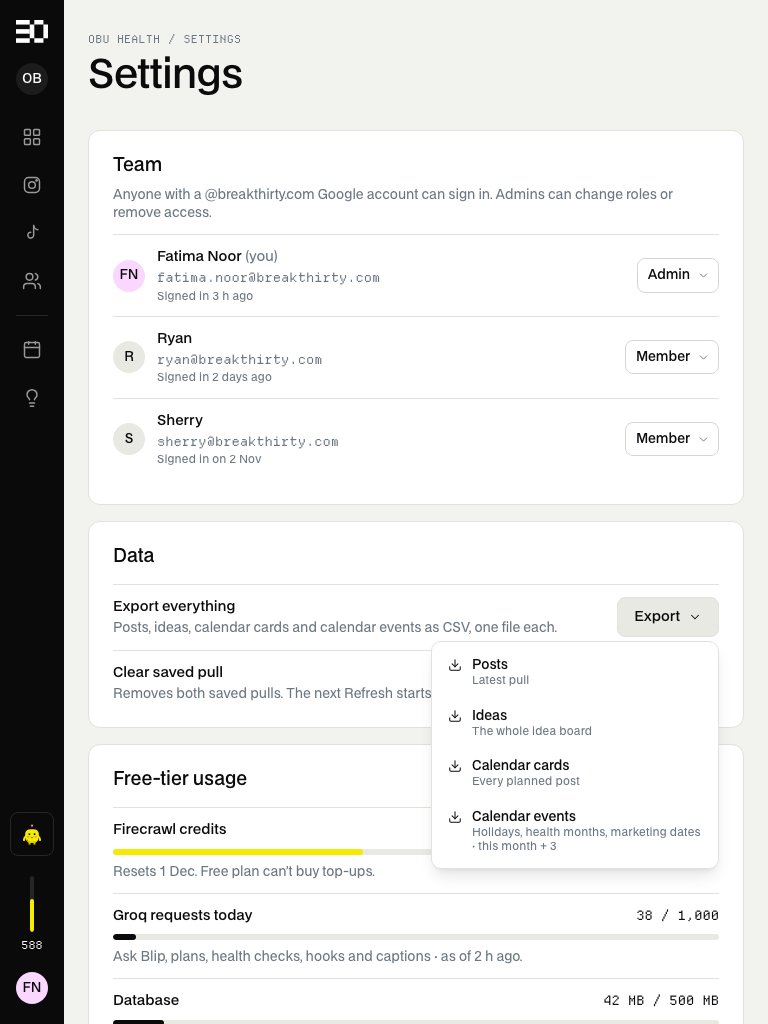 OB
588
FN
OBU HEALTH / SETTINGS
Settings
Team
Anyone with a @breakthirty.com Google account can sign in. Admins can change roles or
remove access.
FN
Fatima Noor (you)
fatima.noor@breakthirty.com
Signed in 3 h ago
Admin
R
Ryan
ryan@breakthirty.com
Signed in 2 days ago
Member
S
Sherry
sherry@breakthirty.com
Signed in on 2 Nov
Member
Data
Export everything
Posts, ideas, calendar cards and calendar events as CSV, one file each.
Export
Clear saved pull
Removes both saved pulls. The next Refresh starts
Posts
Latest pull
Ideas
The whole idea board
Calendar cards
Every planned post
Calendar events
Holidays, health months, marketing dates
· this month + 3
Free-tier usage
Firecrawl credits
Resets 1 Dec. Free plan can't buy top-ups.
Groq requests today
38 / 1,000
Ask Blip, plans, health checks, hooks and captions · as of 2 h ago.
Database
42 MB / 500 MB